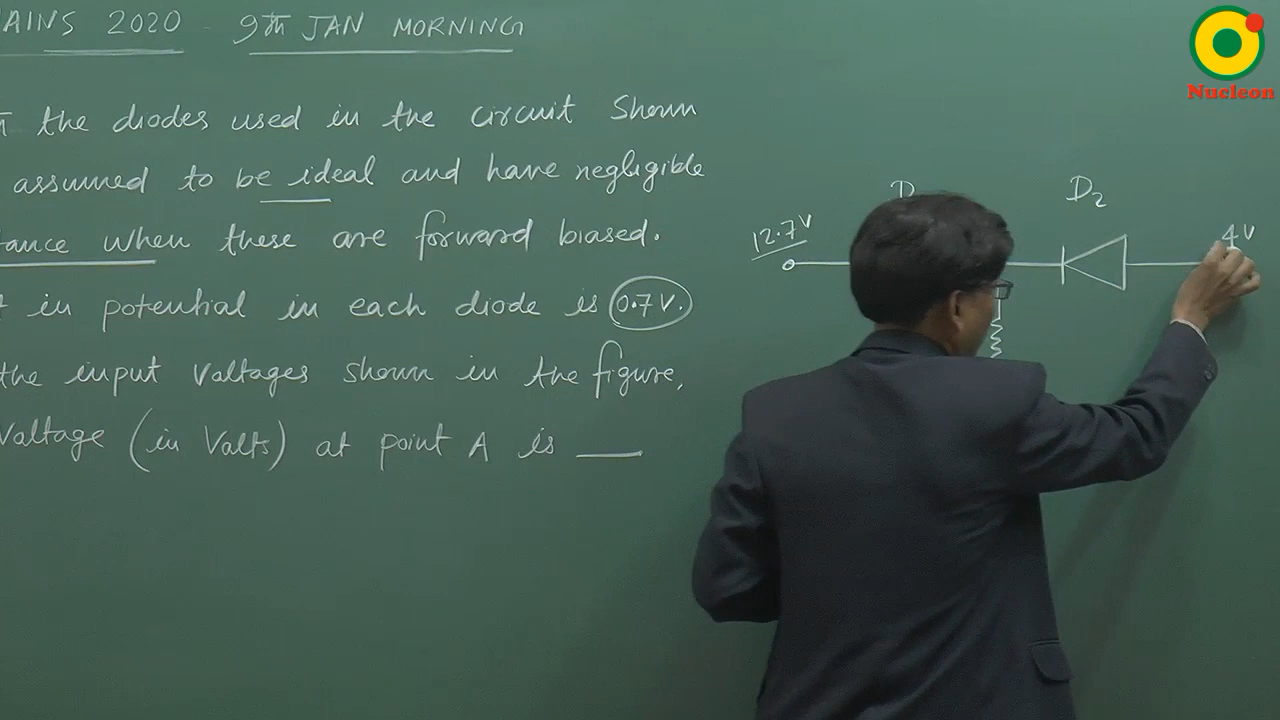 AINS 2020 - 9th JAN MORNING
the diodes used in the circuit Shown
assumed to be ideal and have negligible
tance when these are forward biased.
in potential in each diode is 0.7V.
the input Voltages shown in the figure,
Voltage (in Volts) at point A is ___
12.7V
D
D2
4V
Nucleon